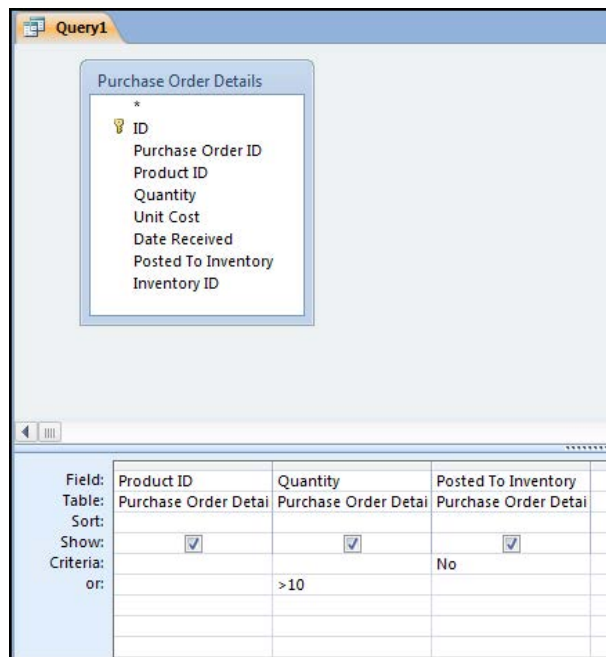 Query1
Purchase Order Details
*
ID
Purchase Order ID
Product ID
Quantity
Unit Cost
Date Received
Posted To Inventory
Inventory ID
Field: Product ID Quantity Posted To Inventory
Table: Purchase Order Detai Purchase Order Detai Purchase Order Detai
Sort:
Show:
Criteria: No
or: >10